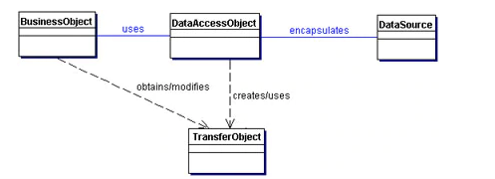 BusinessObject
uses
DataAccessObject
encapsulates
DataSource
obtains/modifies
creates/uses
TransferObject